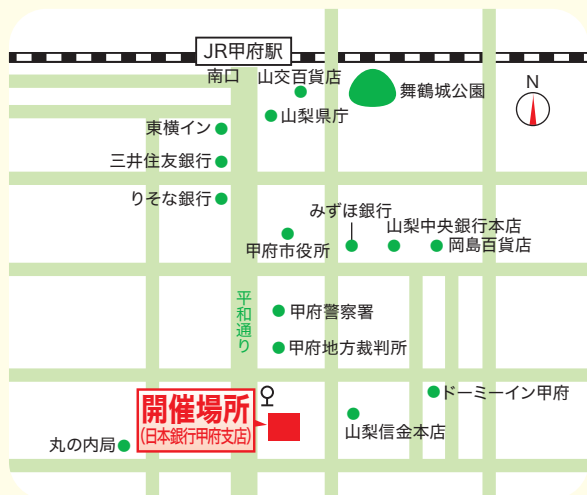 JR甲府駅
南口
山交百貨店
舞鶴城公園
N
山梨県庁
東横イン
三井住友銀行
りそな銀行
みずほ銀行
山梨中央銀行本店
甲府市役所
岡島百貨店
平和通り
甲府警察署
甲府地方裁判所
ドーミーイン甲府
開催場所
(日本銀行甲府支店)
山梨信金本店
丸の内局